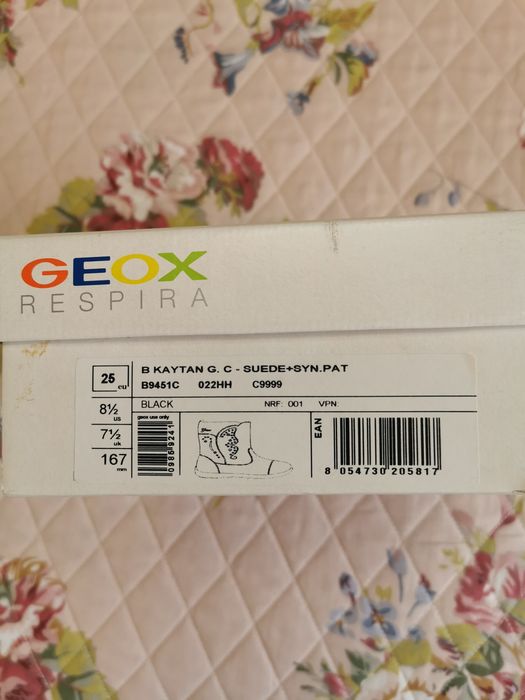 GEOX
RESPIRA
25 eu
B KAYTAN G. C - SUEDE+SYN.PAT
B9451C 022HH C9999
8½ us
BLACK NRF: 001 VPN:
7½ uk
geox use only
167 mm
EAN
8 054730 205817